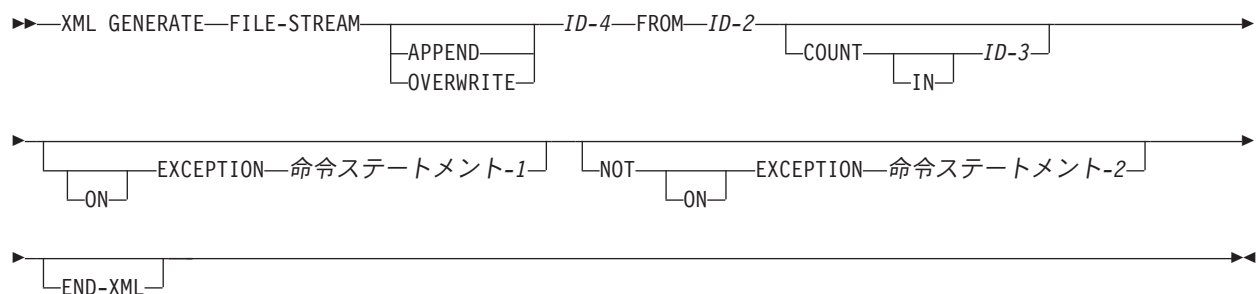 XML GENERATE FILE-STREAM ID-4 FROM ID-2
APPEND COUNT ID-3
OVERWRITE IN
EXCEPTION 命令ステートメント-1 NOT EXCEPTION 命令ステートメント-2
ON ON
END-XML